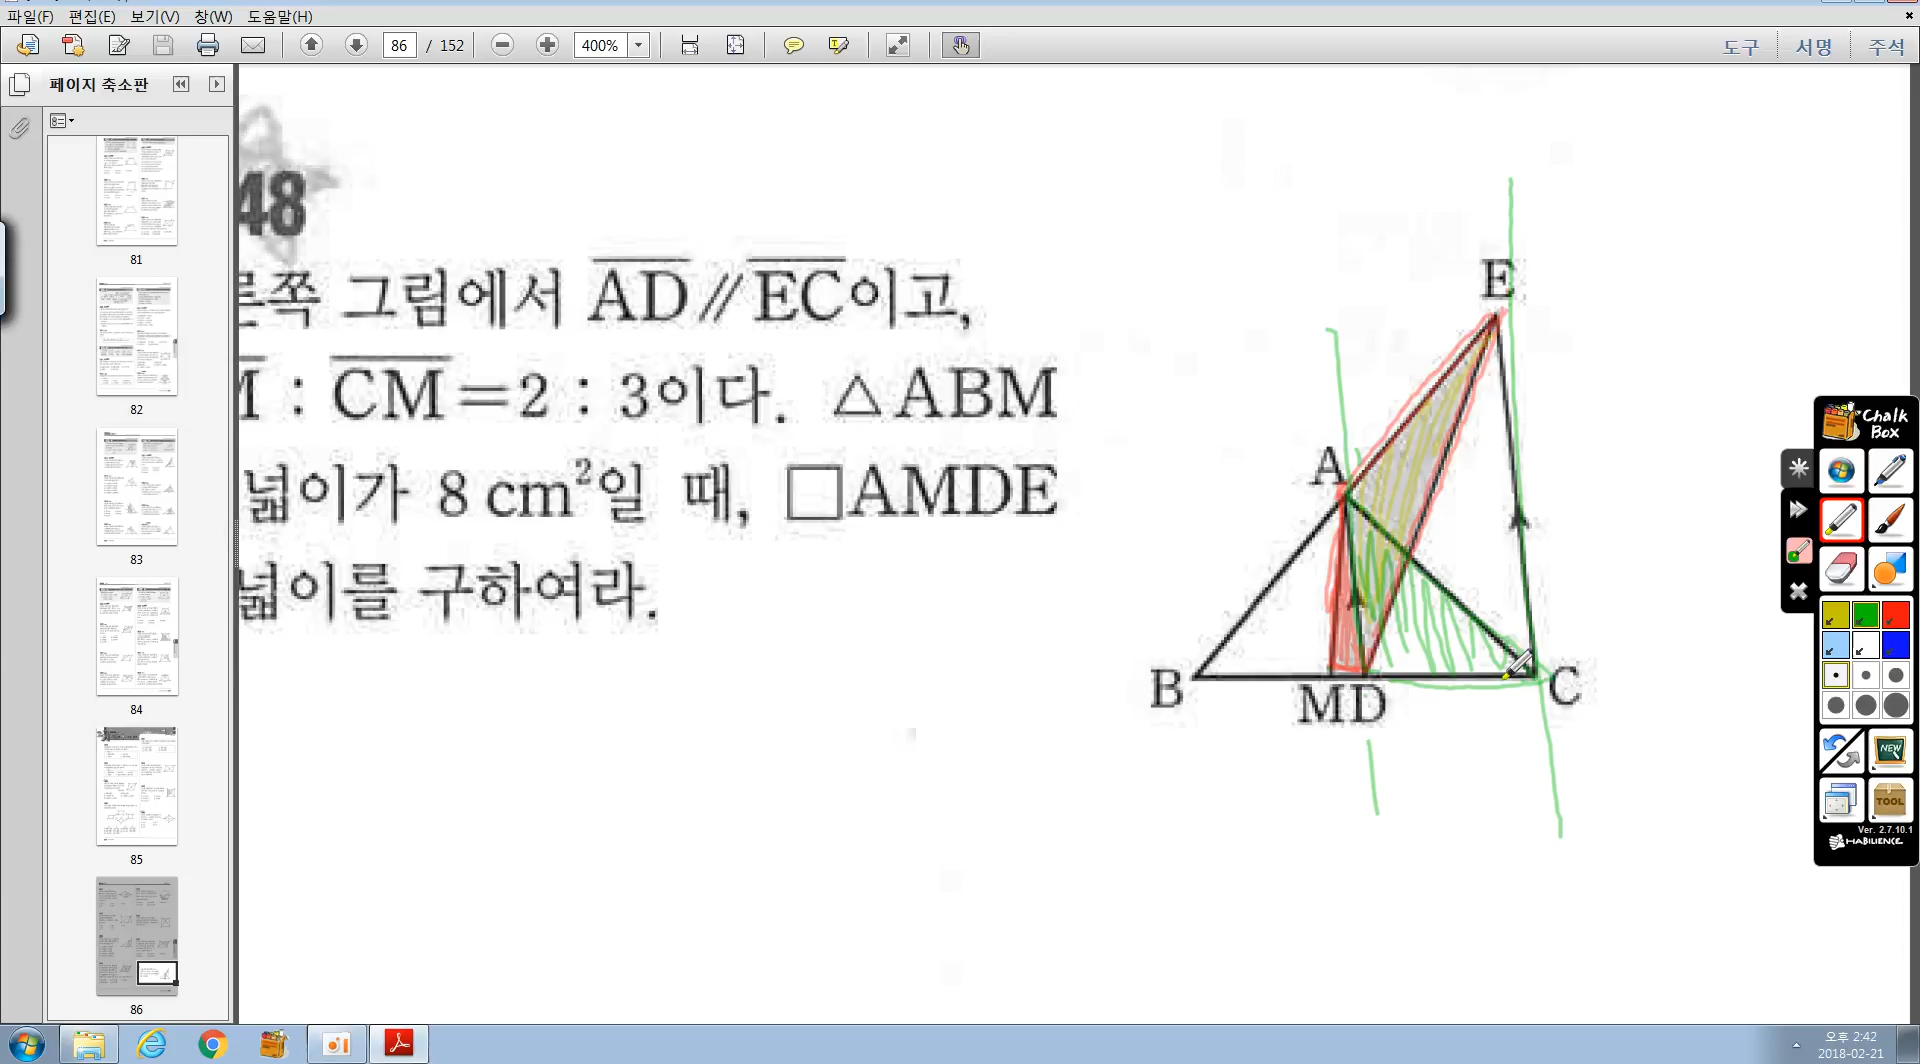 파일(F) 편집(E) 보기(V) 창(W) 도움말(H)
86 / 152 400% 도구 서명 주석
페이지 축소판
81
82
83
84
85
86
48
른쪽 그림에서 AD // EC이고,
M : CM=2 : 3이다. △ABM
넓이가 8 cm²일 때, □AMDE
넓이를 구하여라.
E
A
B
M D
C
Chalk Box
NEW
TOOL
Ver. 2.7.10.1
HABILIENCE
오후 2:42
2018-02-21